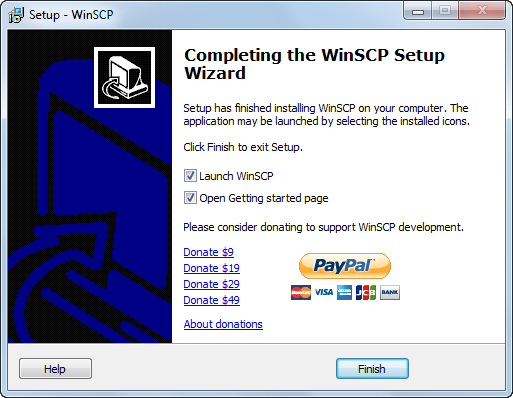 Setup - WinSCP
Completing the WinSCP Setup
Wizard
Setup has finished installing WinSCP on your computer. The
application may be launched by selecting the installed icons.
Click Finish to exit Setup.
Launch WinSCP
Open Getting started page
Please consider donating to support WinSCP development.
Donate $9
Donate $19
Donate $29
Donate $49
About donations
PayPal
MasterCard VISA AMERICAN EXPRESS JCB BANK
Help
Finish